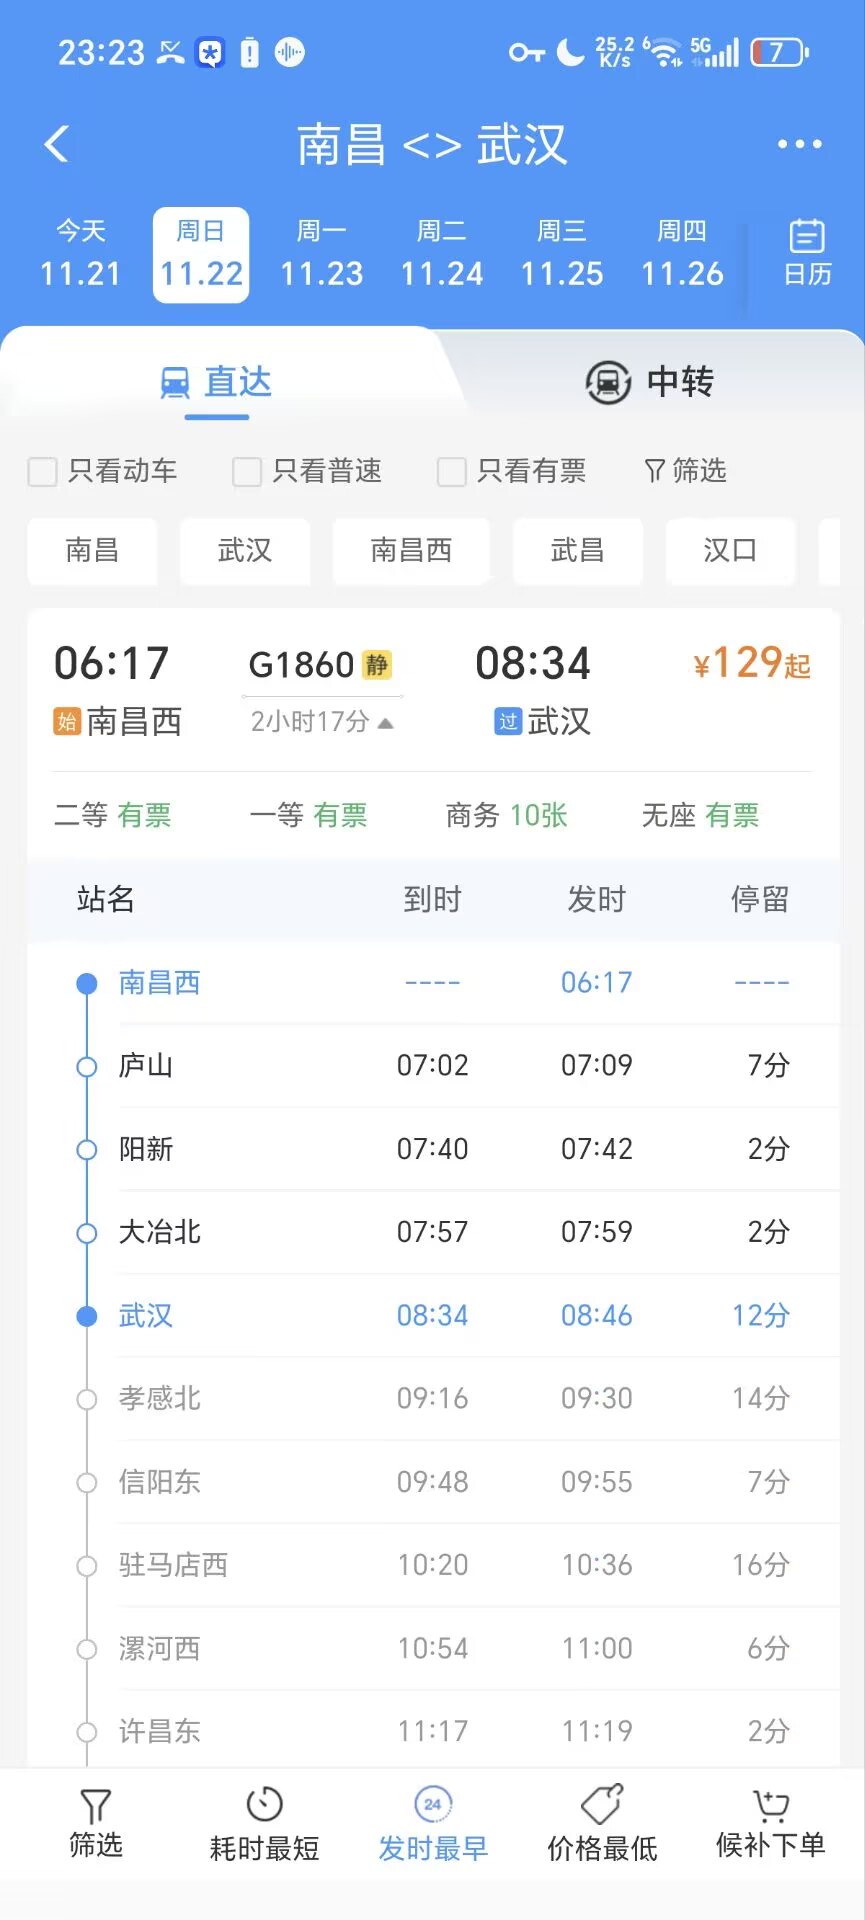 23:23 25.2 K/s 6 5G 7
南昌 <> 武汉
今天 周日 周一 周二 周三 周四
11.21 11.22 11.23 11.24 11.25 11.26 日历
直达 中转
只看动车 只看普速 只看有票 筛选
南昌 武汉 南昌西 武昌 汉口
06:17 G1860 静 08:34 ¥129起
始 南昌西 2小时17分 过 武汉
二等 有票 一等 有票 商务 10张 无座 有票
站名 到时 发时 停留
南昌西 ---- 06:17 ----
庐山 07:02 07:09 7分
阳新 07:40 07:42 2分
大冶北 07:57 07:59 2分
武汉 08:34 08:46 12分
孝感北 09:16 09:30 14分
信阳东 09:48 09:55 7分
驻马店西 10:20 10:36 16分
漯河西 10:54 11:00 6分
许昌东 11:17 11:19 2分
24
筛选 耗时最短 发时最早 价格最低 候补下单